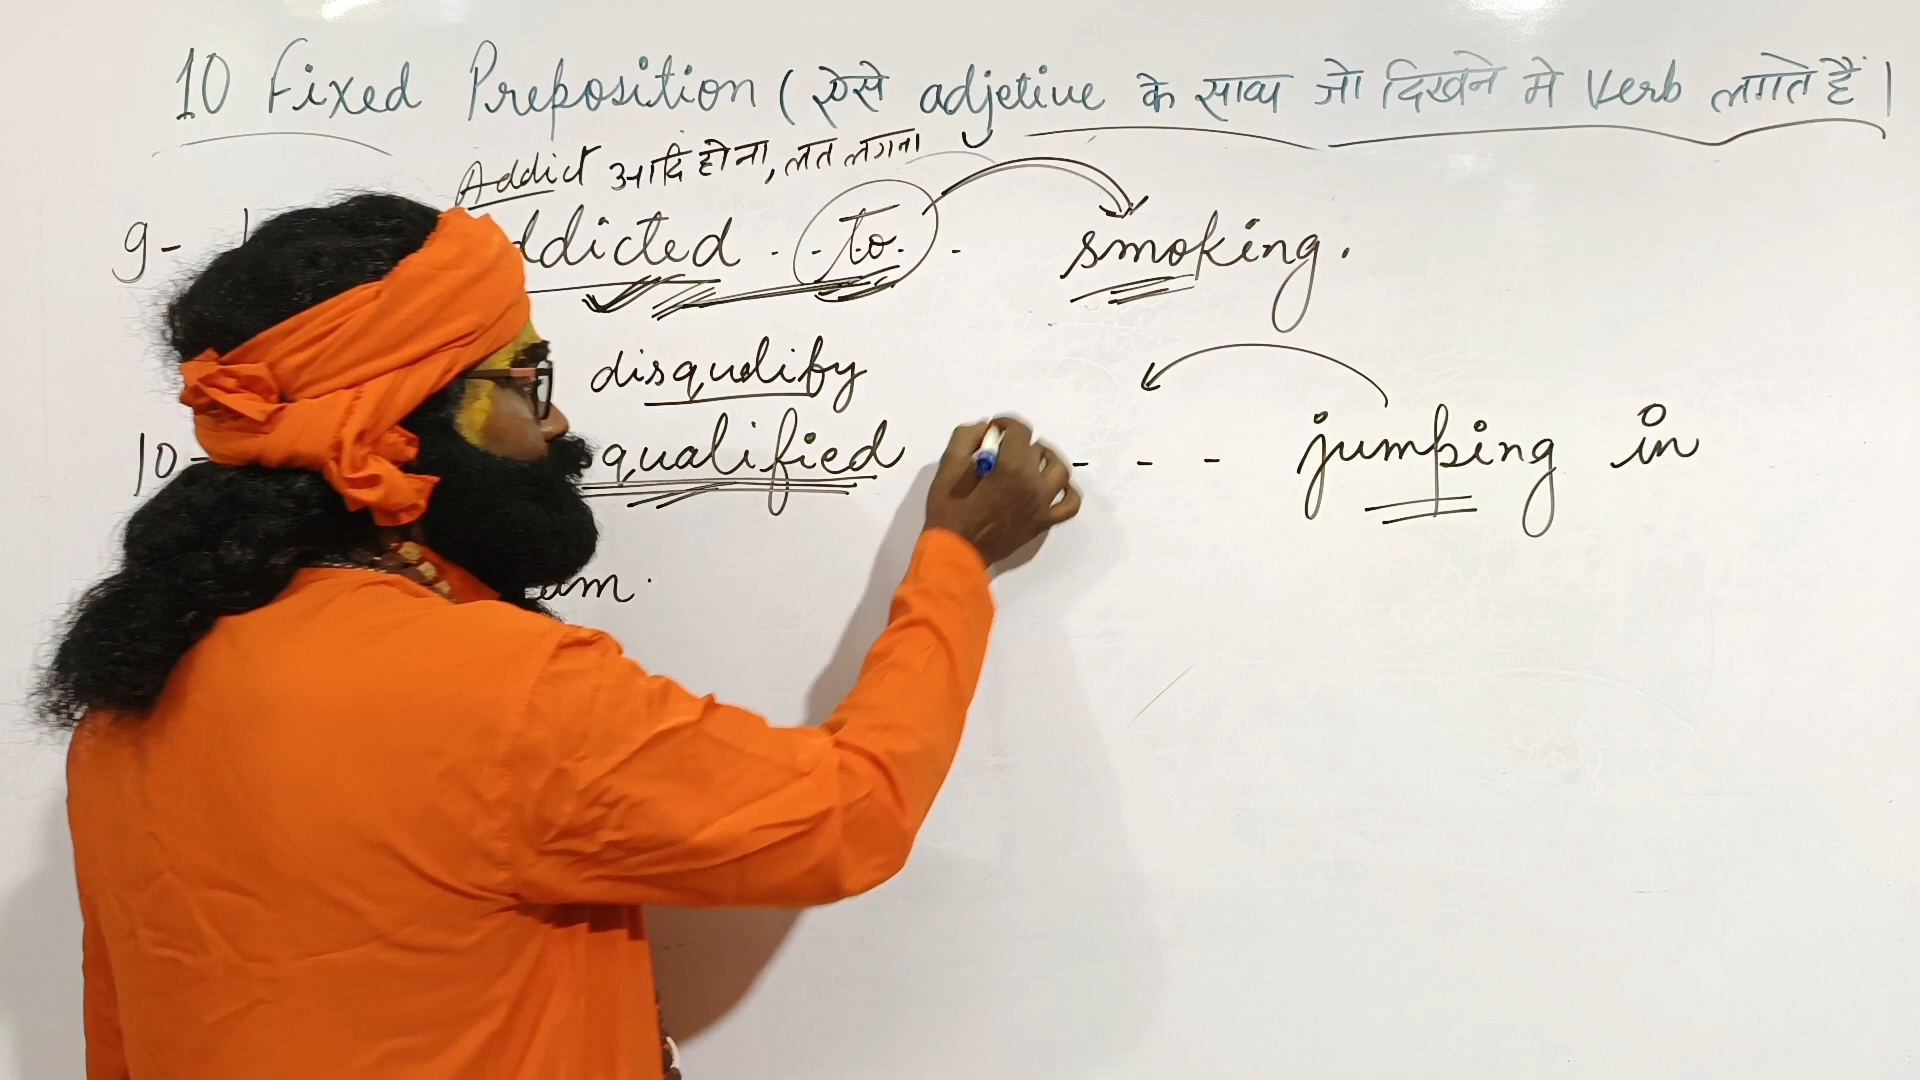 10 Fixed Preposition ( ऐसे adjetive के साथ जो दिखने मे Verb लगते हैं |
Addict आदि होना, लत लगना
9- ddicted . . to . . smoking .
disqualify
10- qualified - - - jumping in
am .